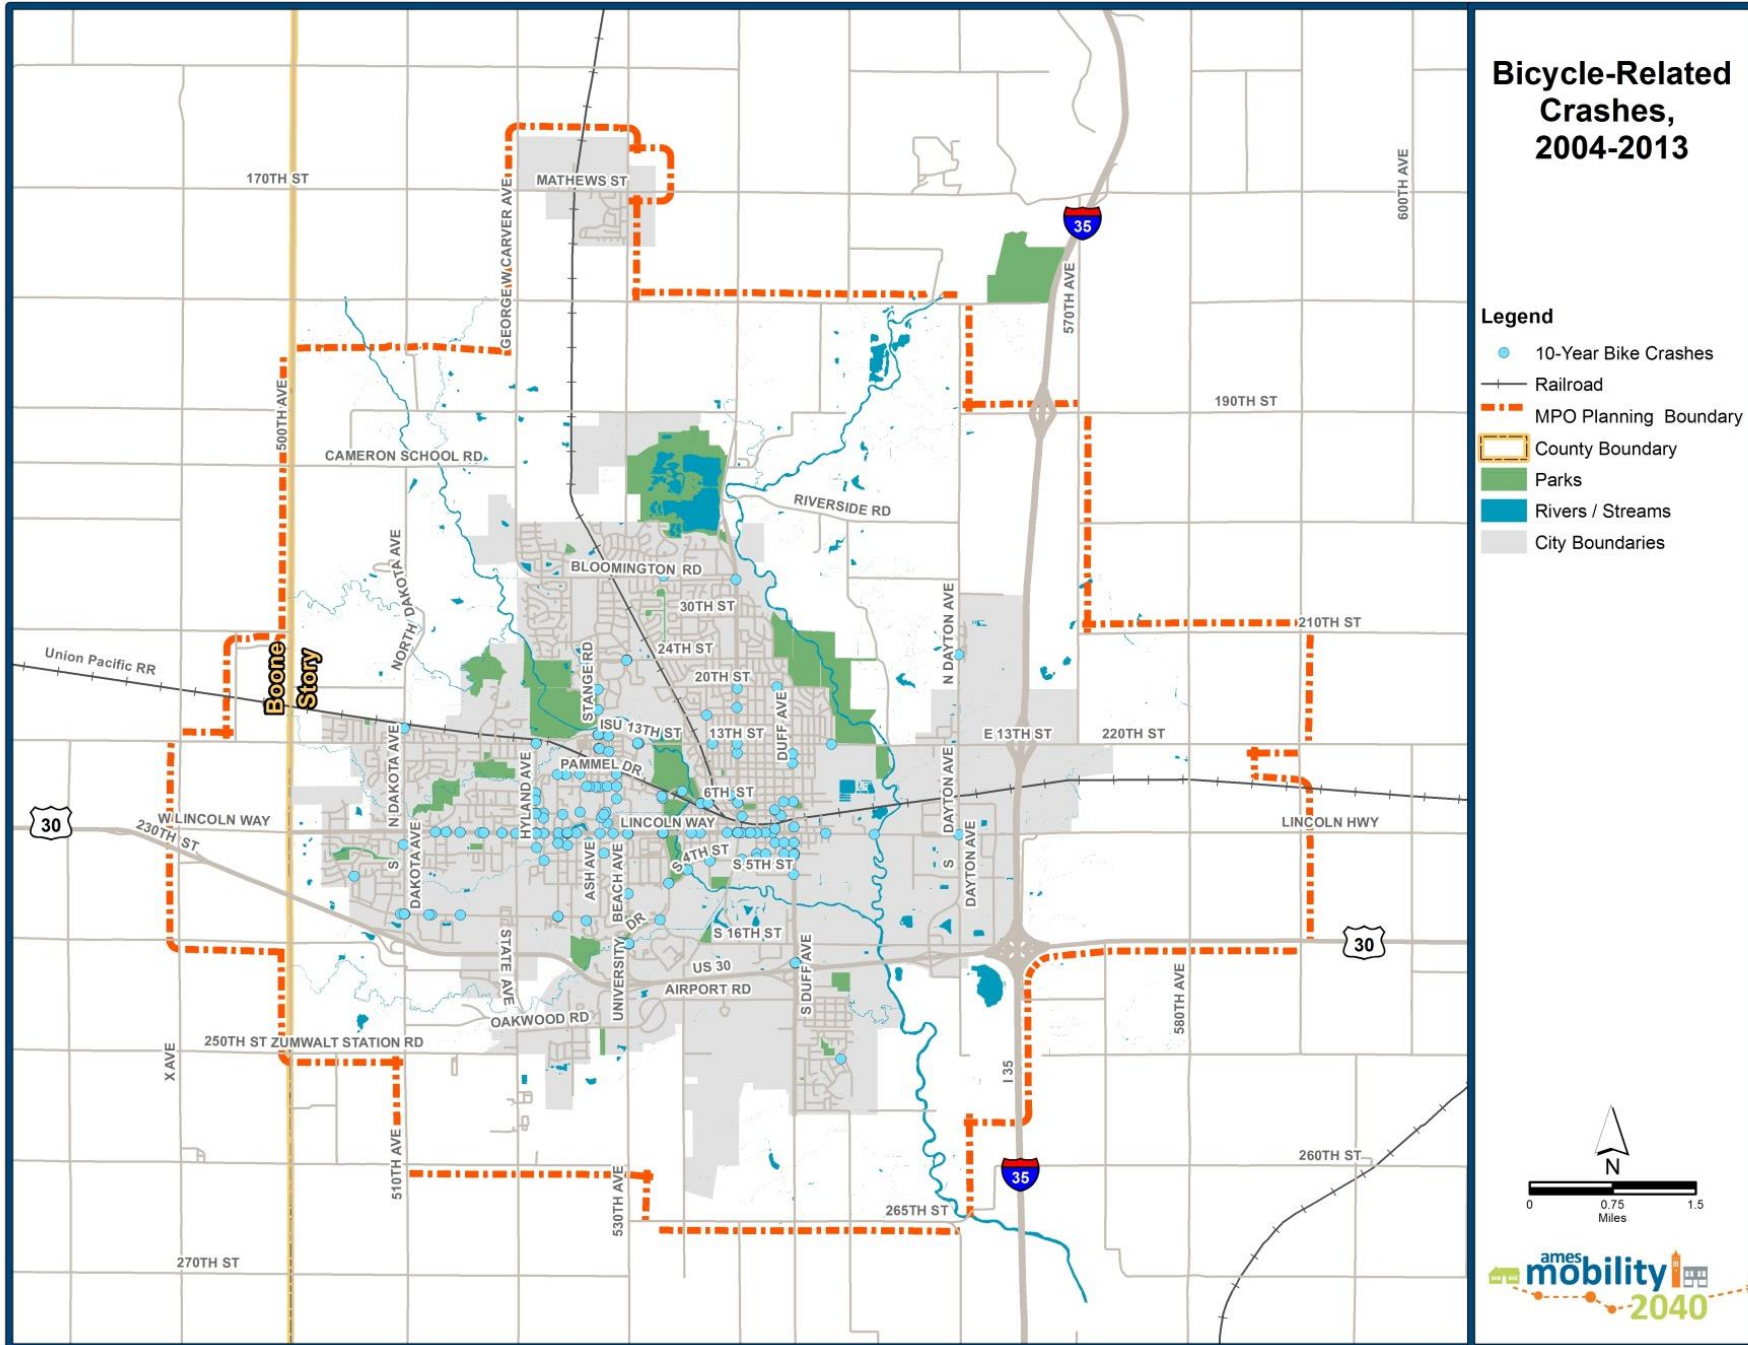 Bicycle-Related
Crashes,
2004-2013
Legend
10-Year Bike Crashes
Railroad
MPO Planning Boundary
County Boundary
Parks
Rivers / Streams
City Boundaries
N
0
0.75
1.5
Miles
ames
mobility
2040
170TH ST
MATHEWS ST
GEORGE W CARVER AVE
600TH AVE
35
570TH AVE
190TH ST
500TH AVE
CAMERON SCHOOL RD
RIVERSIDE RD
NORTH DAKOTA AVE
BLOOMINGTON RD
30TH ST
N DAYTON AVE
210TH ST
24TH ST
Union Pacific RR
Boone
Story
STANGE RD
20TH ST
DUFF AVE
ISU 13TH ST
13TH ST
E 13TH ST
220TH ST
N DAKOTA AVE
HYLAND AVE
PAMMEL DR
6TH ST
DAYTON AVE
30
W LINCOLN WAY
230TH ST
LINCOLN WAY
LINCOLN HWY
S
DAKOTA AVE
ASH AVE
BEACH AVE
S 4TH ST
S 5TH ST
S
DAYTON AVE
STATE AVE
UNIVERSITY
DR
S 16TH ST
S DUFF AVE
30
US 30
AIRPORT RD
580TH AVE
OAKWOOD RD
250TH ST ZUMWALT STATION RD
X AVE
I 35
510TH AVE
530TH AVE
260TH ST
35
265TH ST
270TH ST